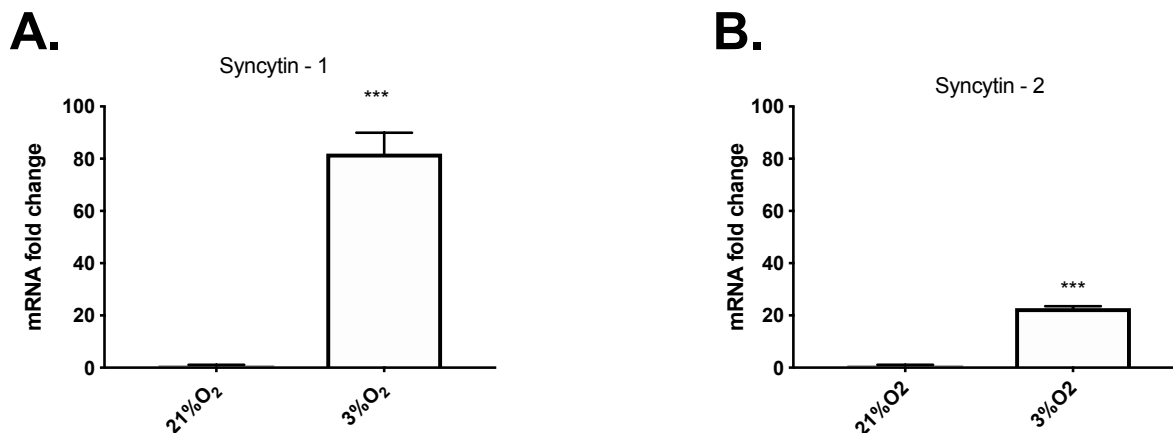 A.
Syncytin - 1
***
mRNA fold change
100
80
60
40
20
0
21%O₂
3%O₂
B.
Syncytin - 2
***
mRNA fold change
100
80
60
40
20
0
21%O2
3%O2